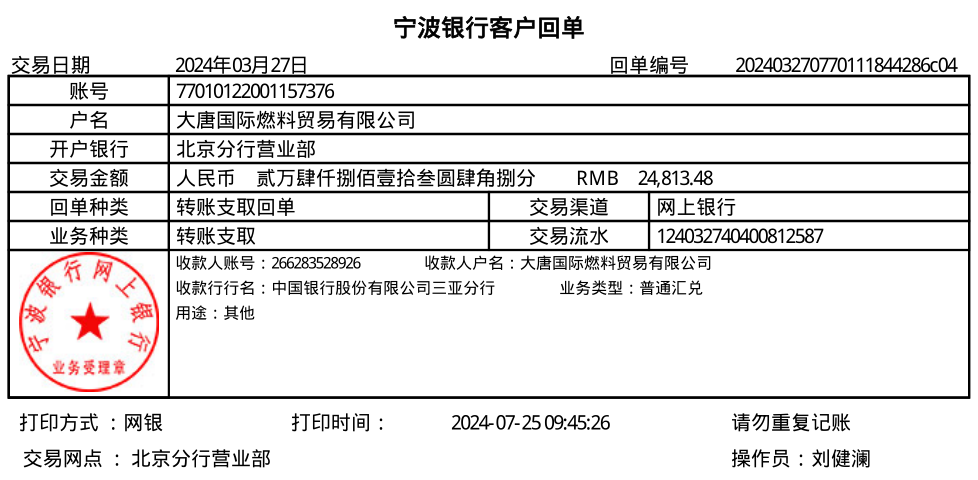 宁波银行客户回单
交易日期 2024年03月27日 回单编号 202403270770111844286c04
账号 77010122001157376
户名 大唐国际燃料贸易有限公司
开户银行 北京分行营业部
交易金额 人民币 贰万肆仟捌佰壹拾叁圆肆角捌分 RMB 24,813.48
回单种类 转账支取回单 交易渠道 网上银行
业务种类 转账支取 交易流水 124032740400812587
收款人账号：266283528926 收款人户名：大唐国际燃料贸易有限公司
收款行行名：中国银行股份有限公司三亚分行 业务类型：普通汇兑
用途：其他
宁波银行网上银行
业务受理章
打印方式 ：网银 打印时间： 2024-07-25 09:45:26 请勿重复记账
交易网点 ： 北京分行营业部 操作员：刘健澜